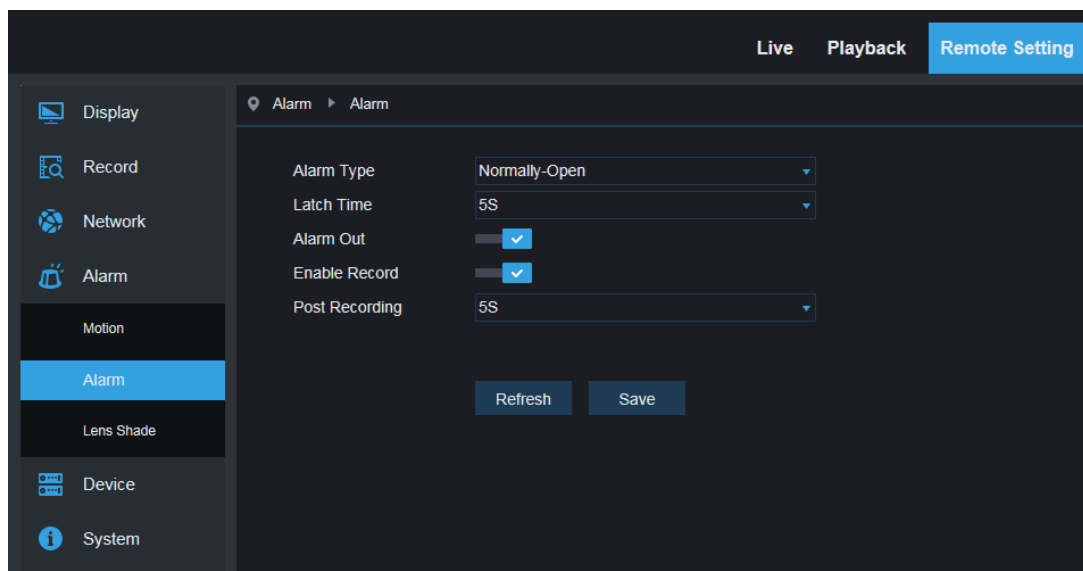 Live Playback Remote Setting
Display
Record
Network
Alarm
Motion
Alarm
Lens Shade
Device
System
Alarm Alarm
Alarm Type Normally-Open
Latch Time 5S
Alarm Out
Enable Record
Post Recording 5S
Refresh Save